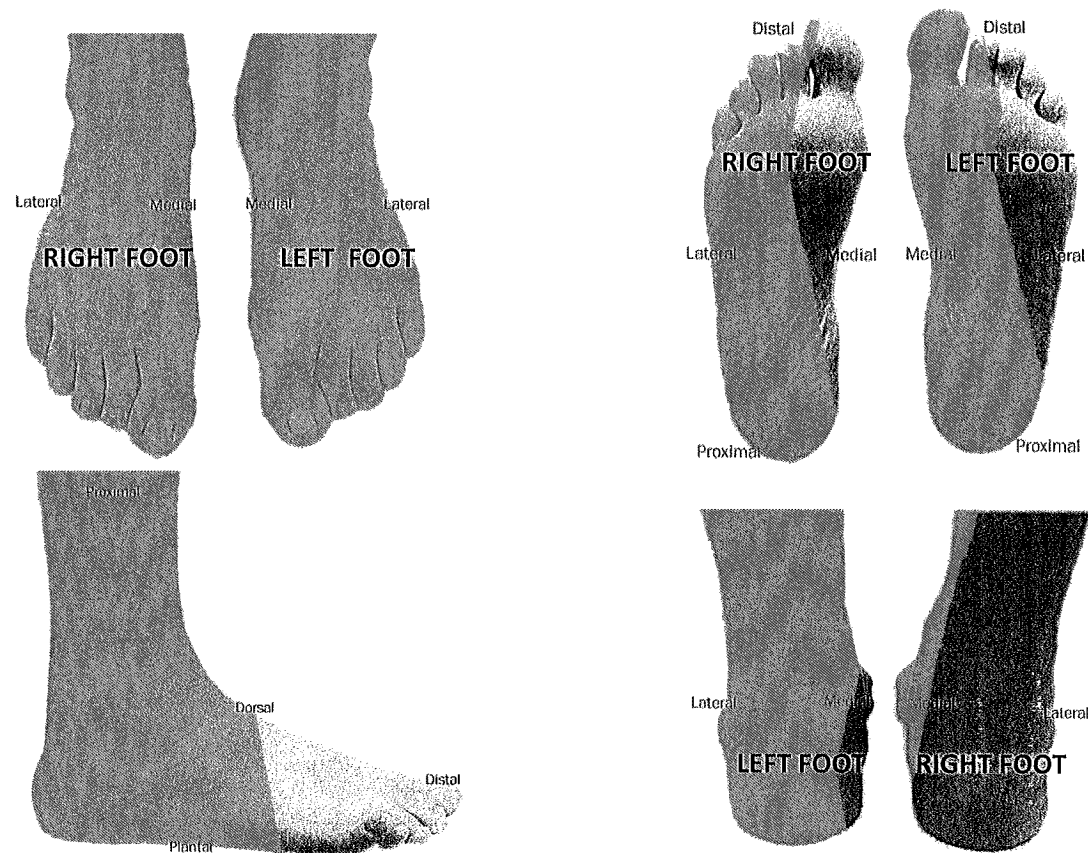 Lateral Medial Medial Lateral
RIGHT FOOT LEFT FOOT
Distal Distal
RIGHT FOOT LEFT FOOT
Lateral Medial Medial Lateral
Proximal Proximal
Proximal
Dorsal
Distal
Plantar
Lateral Medial Medial Lateral
LEFT FOOT RIGHT FOOT